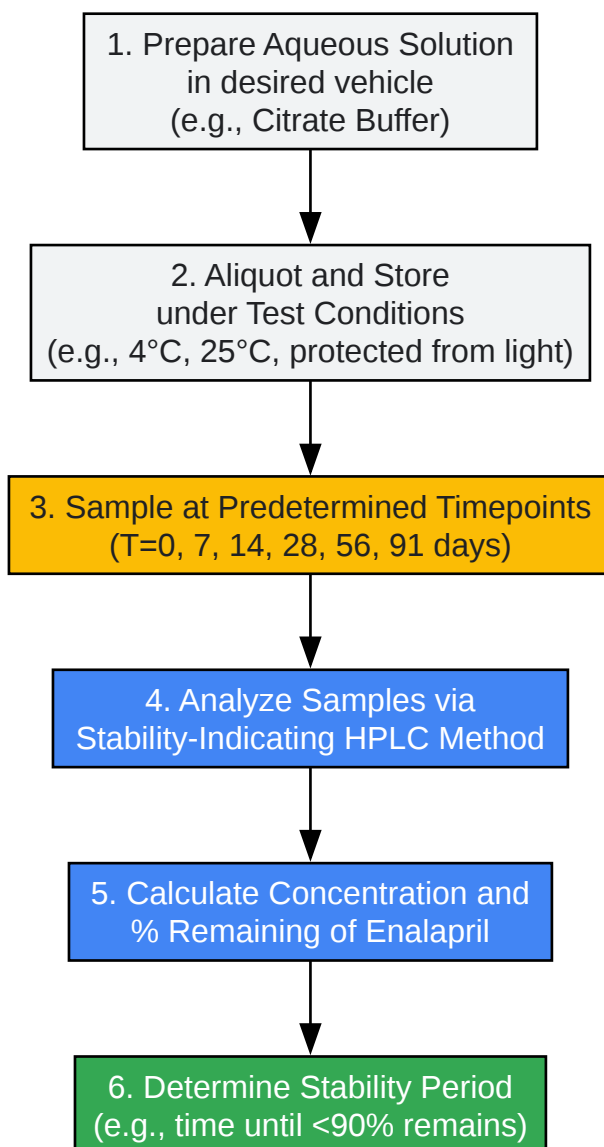 1. Prepare Aqueous Solution
in desired vehicle
(e.g., Citrate Buffer)
2. Aliquot and Store
under Test Conditions
(e.g., 4°C, 25°C, protected from light)
3. Sample at Predetermined Timepoints
(T=0, 7, 14, 28, 56, 91 days)
4. Analyze Samples via
Stability-Indicating HPLC Method
5. Calculate Concentration and
% Remaining of Enalapril
6. Determine Stability Period
(e.g., time until <90% remains)